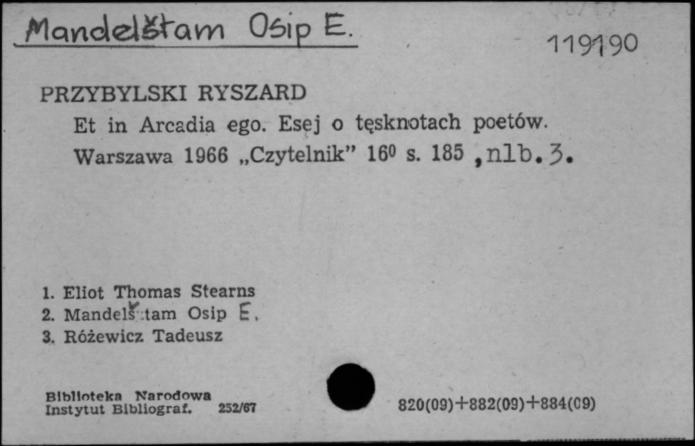 Mandelštam Osip E.
119190
PRZYBYLSKI RYSZARD
Et in Arcadia ego. Esej o tęsknotach poetów.
Warszawa 1966 „Czytelnik” 16⁰ s. 185 , nlb. 3.
1. Eliot Thomas Stearns
2. Mandelštam Osip E.
3. Różewicz Tadeusz
Biblioteka Narodowa
Instytut Bibliograf. 252/67
820(09)+882(09)+884(09)